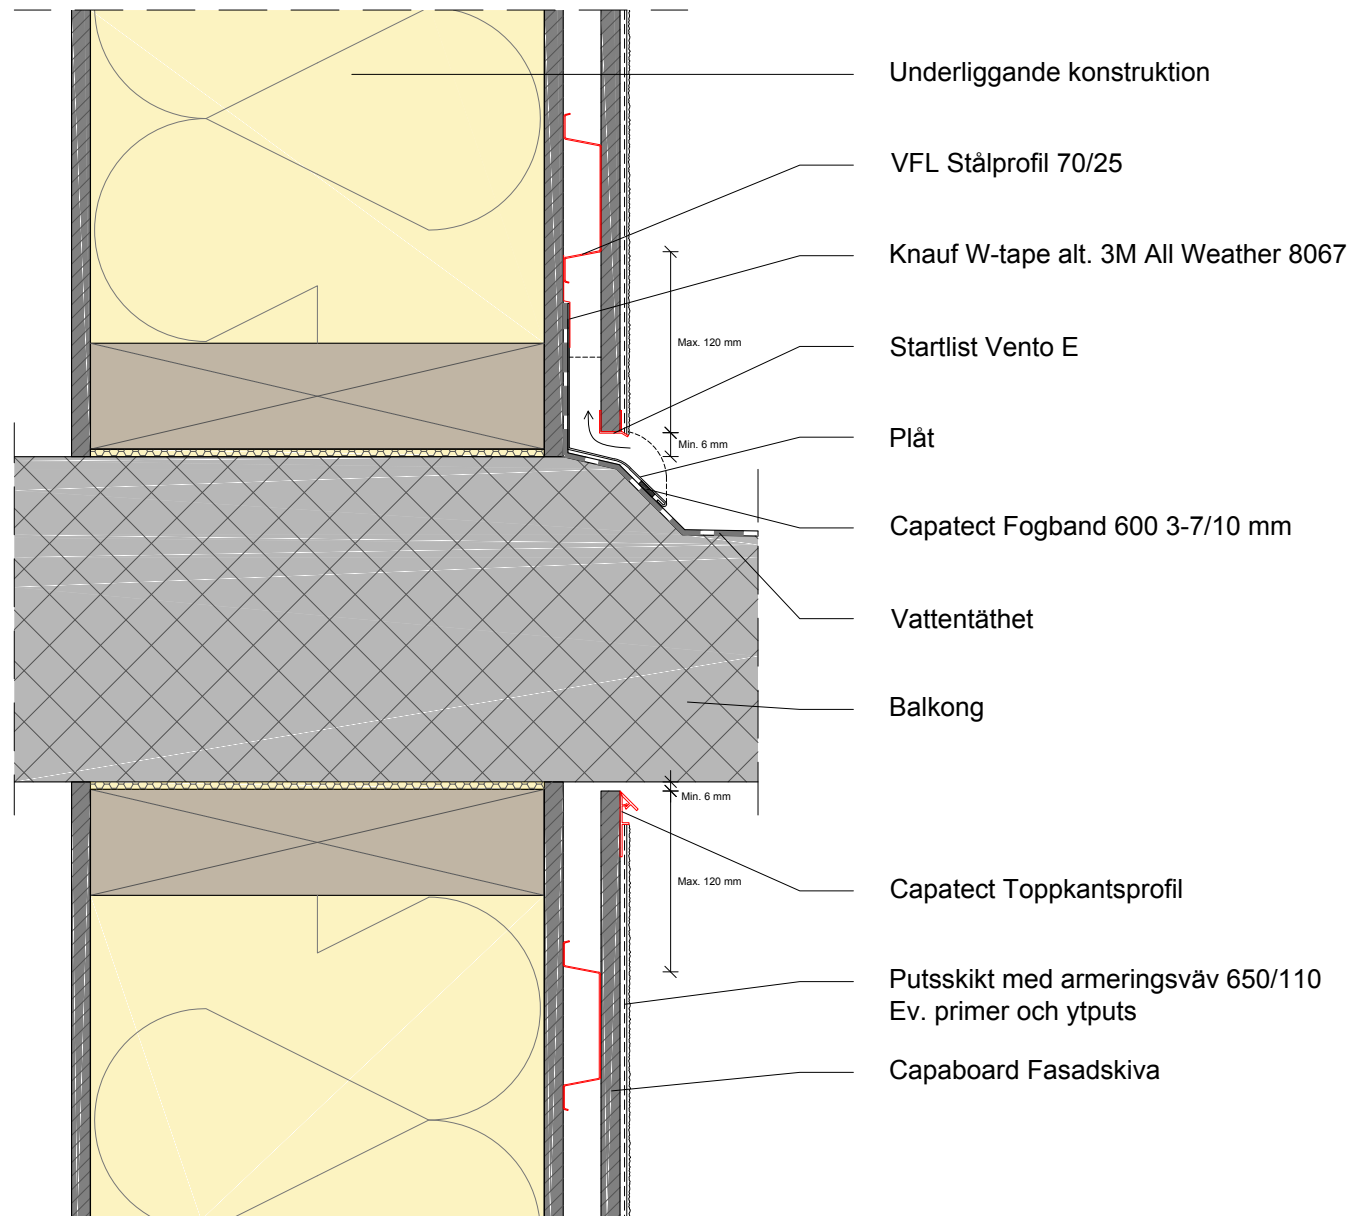 Underliggande konstruktion
VFL Stålprofil 70/25
Knauf W-tape alt. 3M All Weather 8067
Max. 120 mm
Startlist Vento E
Min. 6 mm
Plåt
Capatect Fogband 600 3-7/10 mm
Vattentäthet
Balkong
Min. 6 mm
Max. 120 mm
Capatect Toppkantsprofil
Putsskikt med armeringsväv 650/110
Ev. primer och ytputs
Capaboard Fasadskiva